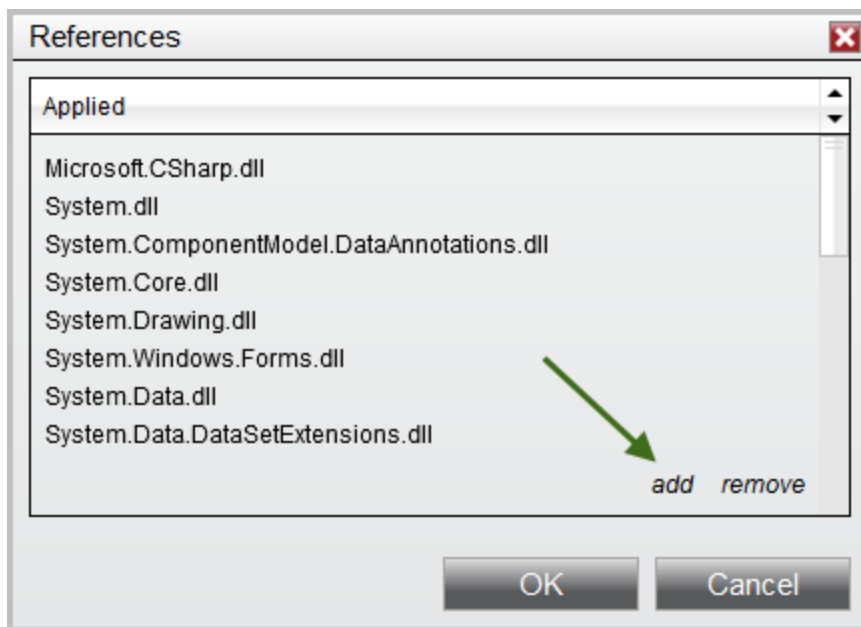 References
Applied
Microsoft.CSharp.dll
System.dll
System.ComponentModel.DataAnnotations.dll
System.Core.dll
System.Drawing.dll
System.Windows.Forms.dll
System.Data.dll
System.Data.DataSetExtensions.dll
add remove
OK Cancel